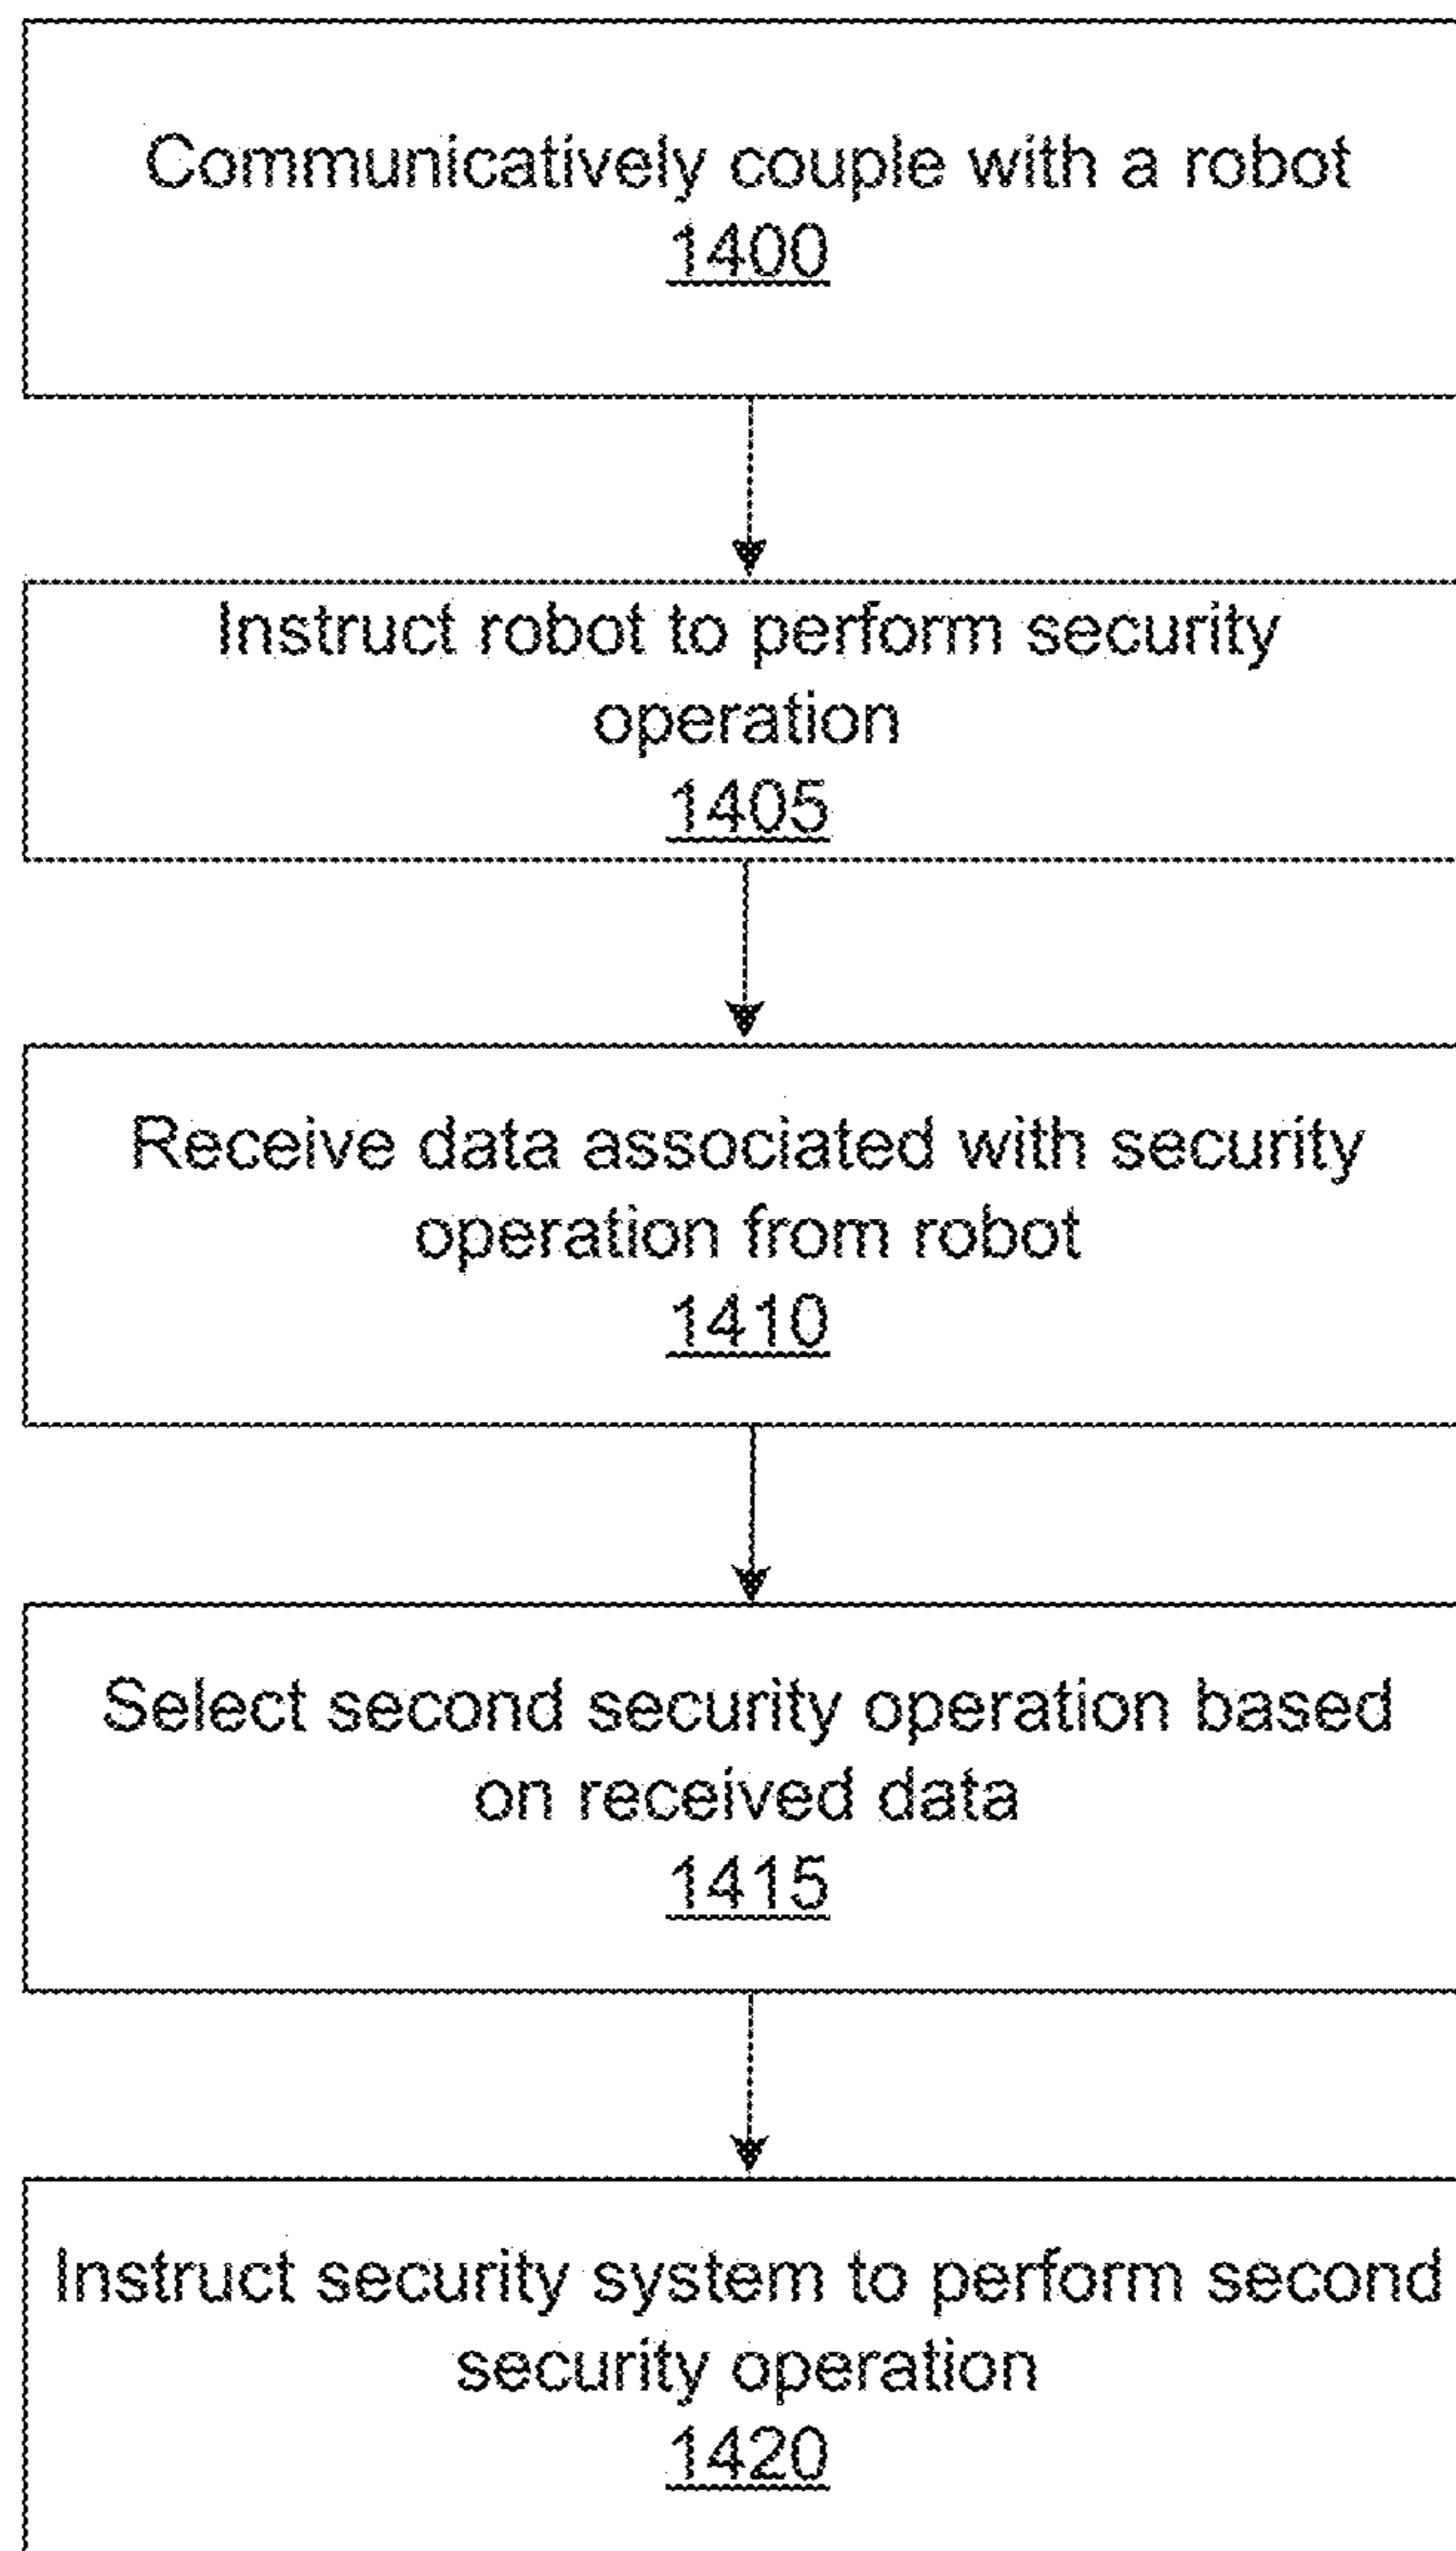 Communicatively couple with a robot
1400
Instruct robot to perform security
operation
1405
Receive data associated with security
operation from robot
1410
Select second security operation based
on received data
1415
Instruct security system to perform second
security operation
1420